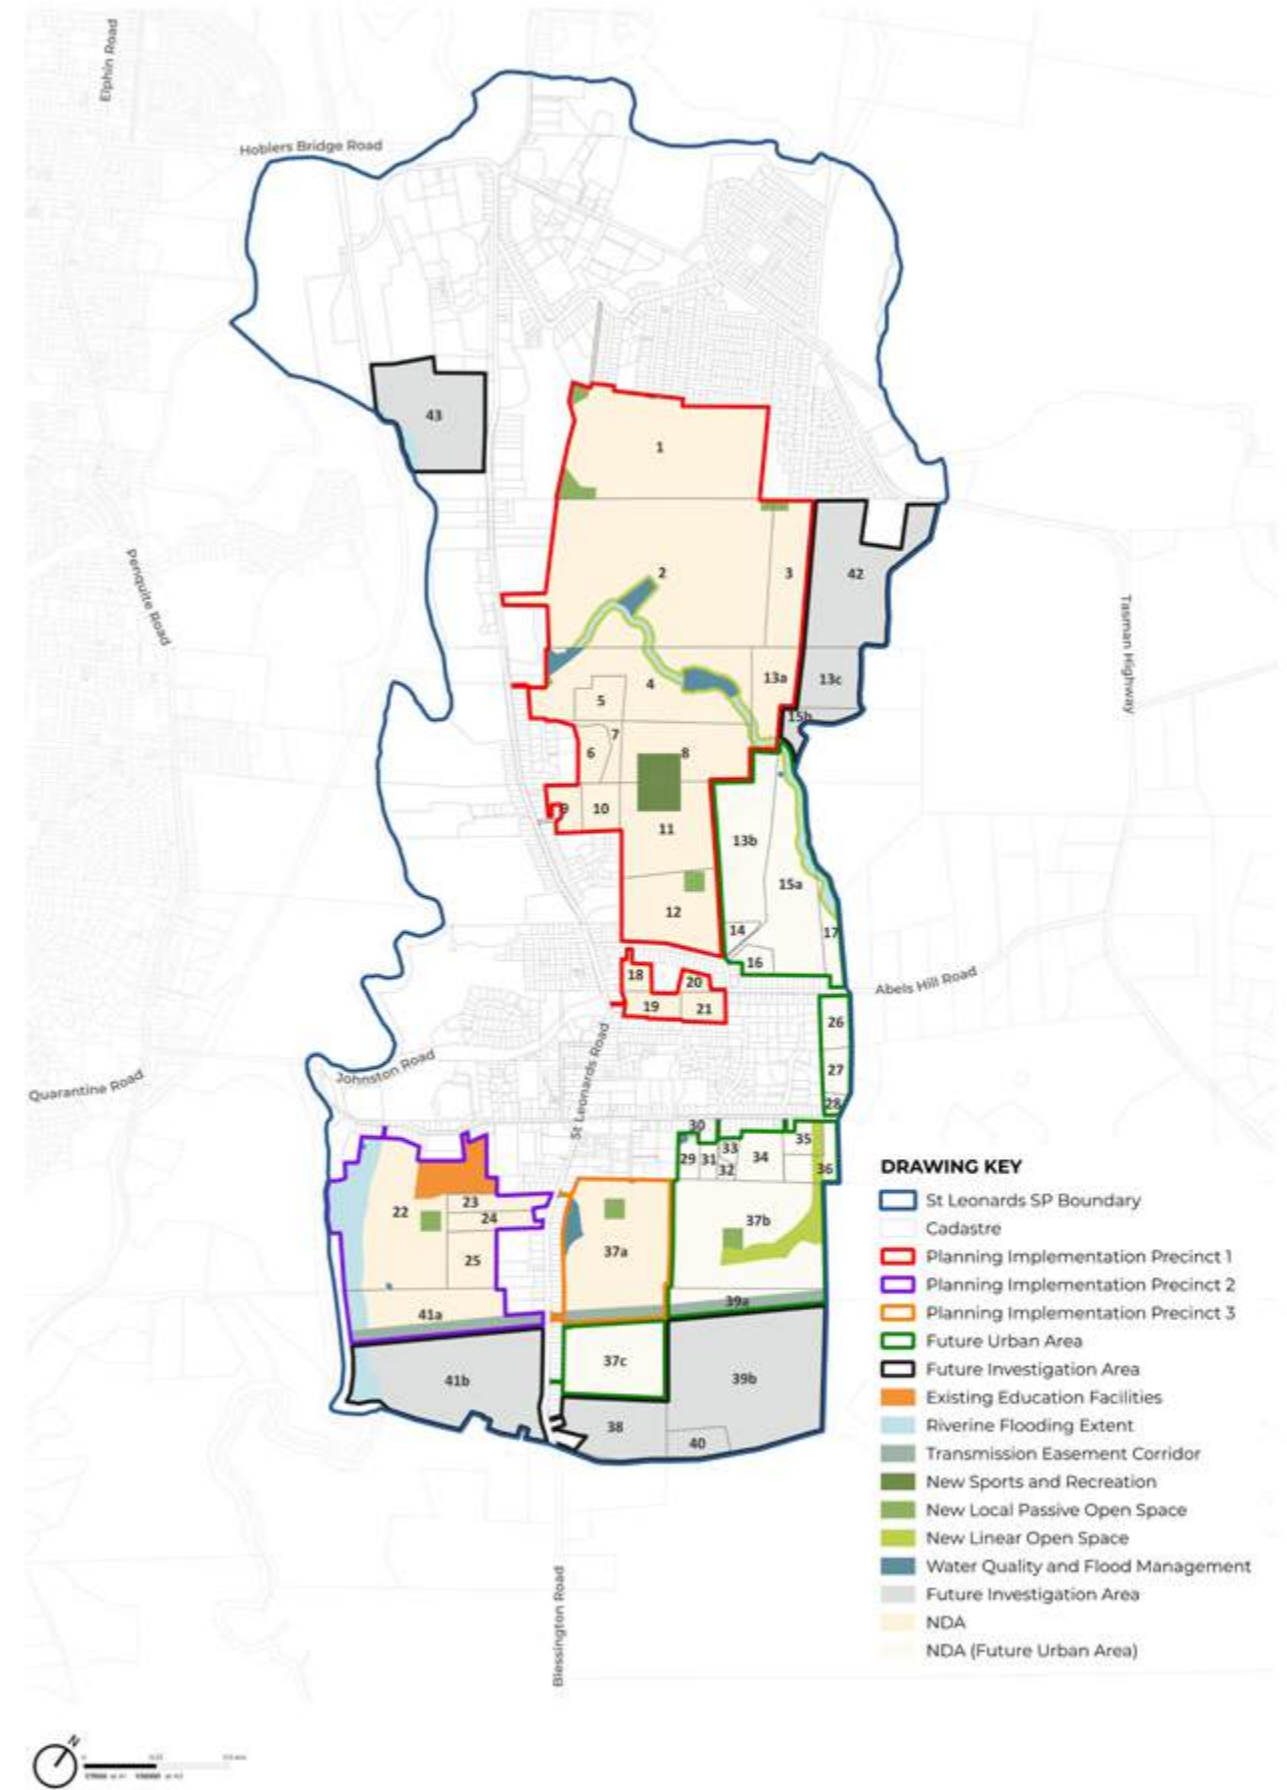 Elphin Road
Hoblers Bridge Road
43
1
2
3
42
Penquite Road
Tasman Highway
4
13a
13c
5
15b
7
6
8
9
10
11
13b
15a
12
14
17
16
18
20
Abels Hill Road
19
21
26
St Leonards Road
Johnston Road
27
Quarantine Road
28
30
35
33
29
31
34
32
36
23
22
24
37b
37a
25
39a
41a
37c
41b
39b
38
40
Blessington Road
DRAWING KEY
St Leonards SP Boundary
Cadastre
Planning Implementation Precinct 1
Planning Implementation Precinct 2
Planning Implementation Precinct 3
Future Urban Area
Future Investigation Area
Existing Education Facilities
Riverine Flooding Extent
Transmission Easement Corridor
New Sports and Recreation
New Local Passive Open Space
New Linear Open Space
Water Quality and Flood Management
Future Investigation Area
NDA
NDA (Future Urban Area)
N